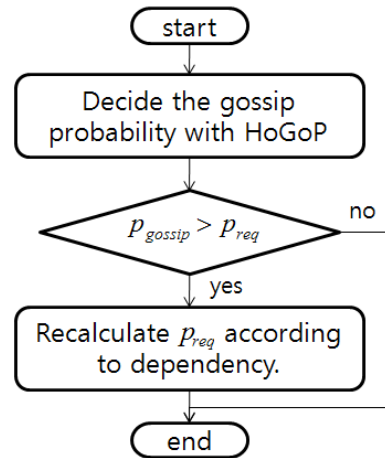 start
Decide the gossip
probability with HoGoP
p_gossip > p_req
no
yes
Recalculate p_req according
to dependency.
end